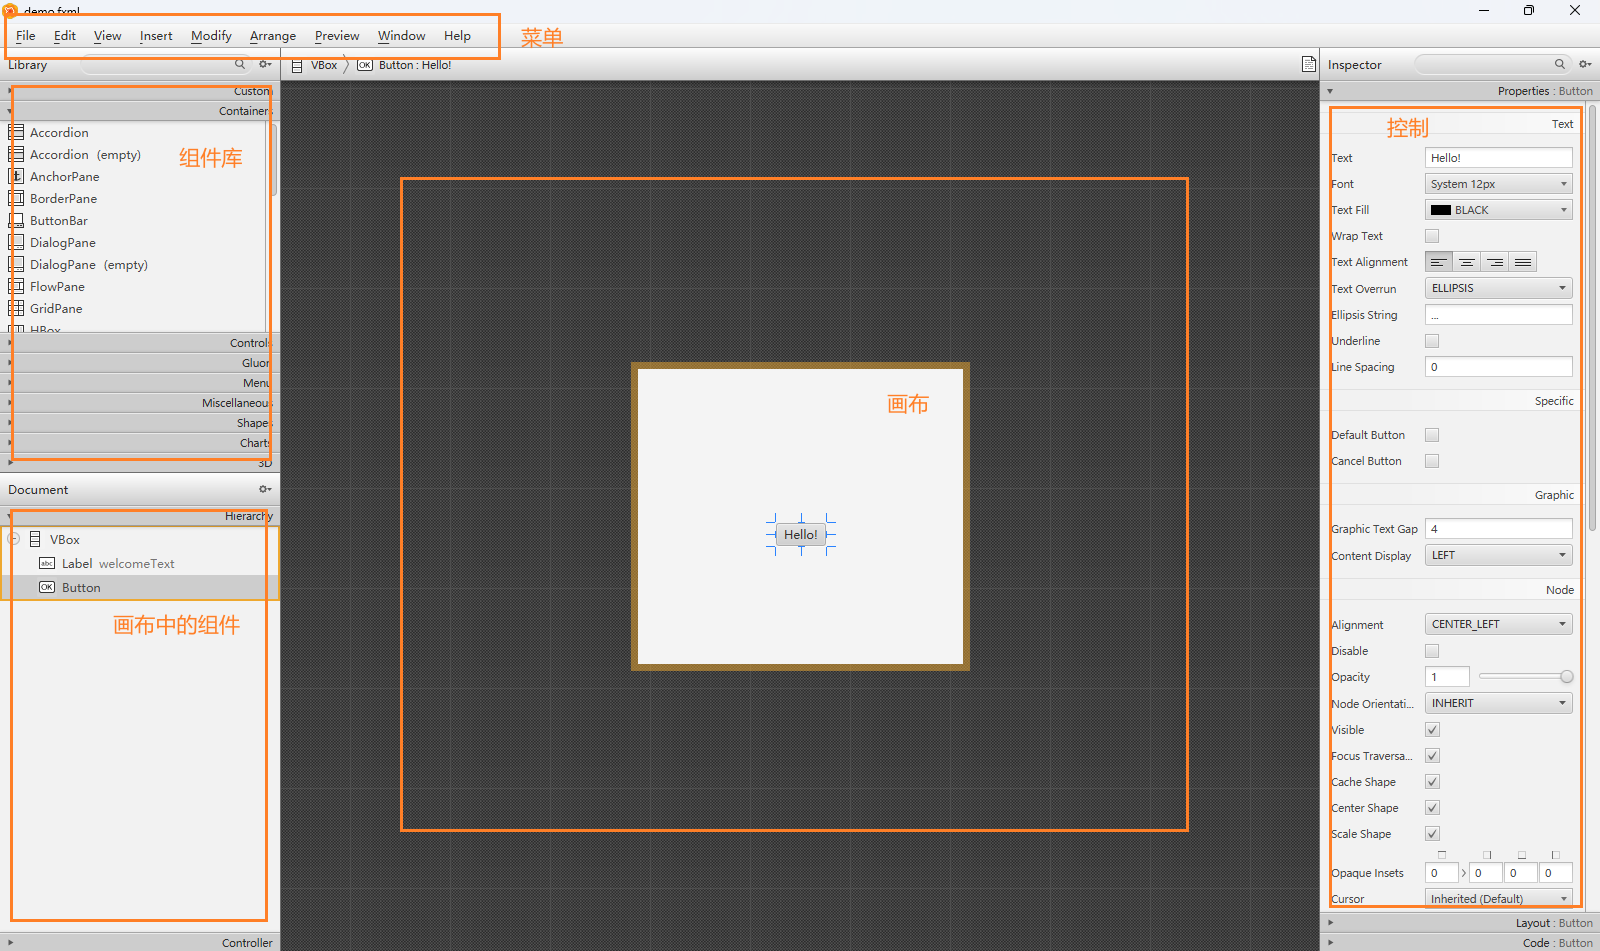 demo.fxml
File Edit View Insert Modify Arrange Preview Window Help
菜单
Library
VBox
Button : Hello!
Custom
Containers
Accordion
Accordion (empty)
AnchorPane
BorderPane
ButtonBar
DialogPane
DialogPane (empty)
FlowPane
GridPane
HBox
组件库
Controls
Gluon
Menu
Miscellaneous
Shapes
Charts
3D
Document
Hierarchy
VBox
abc Label welcomeText
OK Button
画布中的组件
Controller
画布
Hello!
Inspector
Properties : Button
控制
Text
Text Hello!
Font System 12px
Text Fill BLACK
Wrap Text
Text Alignment
Text Overrun ELLIPSIS
Ellipsis String ...
Underline
Line Spacing 0
Specific
Default Button
Cancel Button
Graphic
Graphic Text Gap 4
Content Display LEFT
Node
Alignment CENTER_LEFT
Disable
Opacity 1
Node Orientati... INHERIT
Visible
Focus Traversa...
Cache Shape
Center Shape
Scale Shape
Opaque Insets 0 0 0 0
Cursor Inherited (Default)
Layout : Button
Code : Button